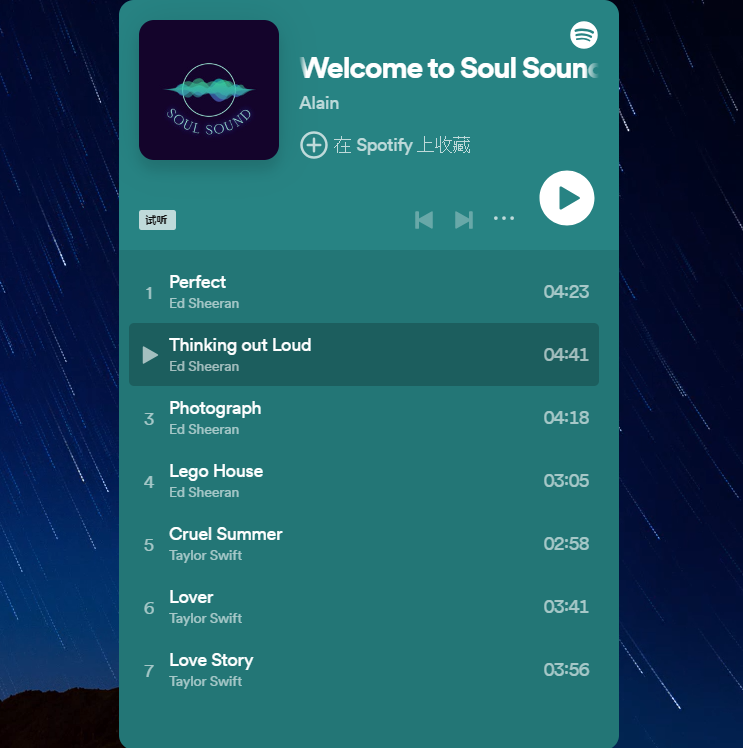 SOUL SOUND
Welcome to Soul Soun
Alain
在 Spotify 上收藏
试听
1
Perfect
Ed Sheeran
04:23
Thinking out Loud
Ed Sheeran
04:41
3
Photograph
Ed Sheeran
04:18
4
Lego House
Ed Sheeran
03:05
5
Cruel Summer
Taylor Swift
02:58
6
Lover
Taylor Swift
03:41
7
Love Story
Taylor Swift
03:56